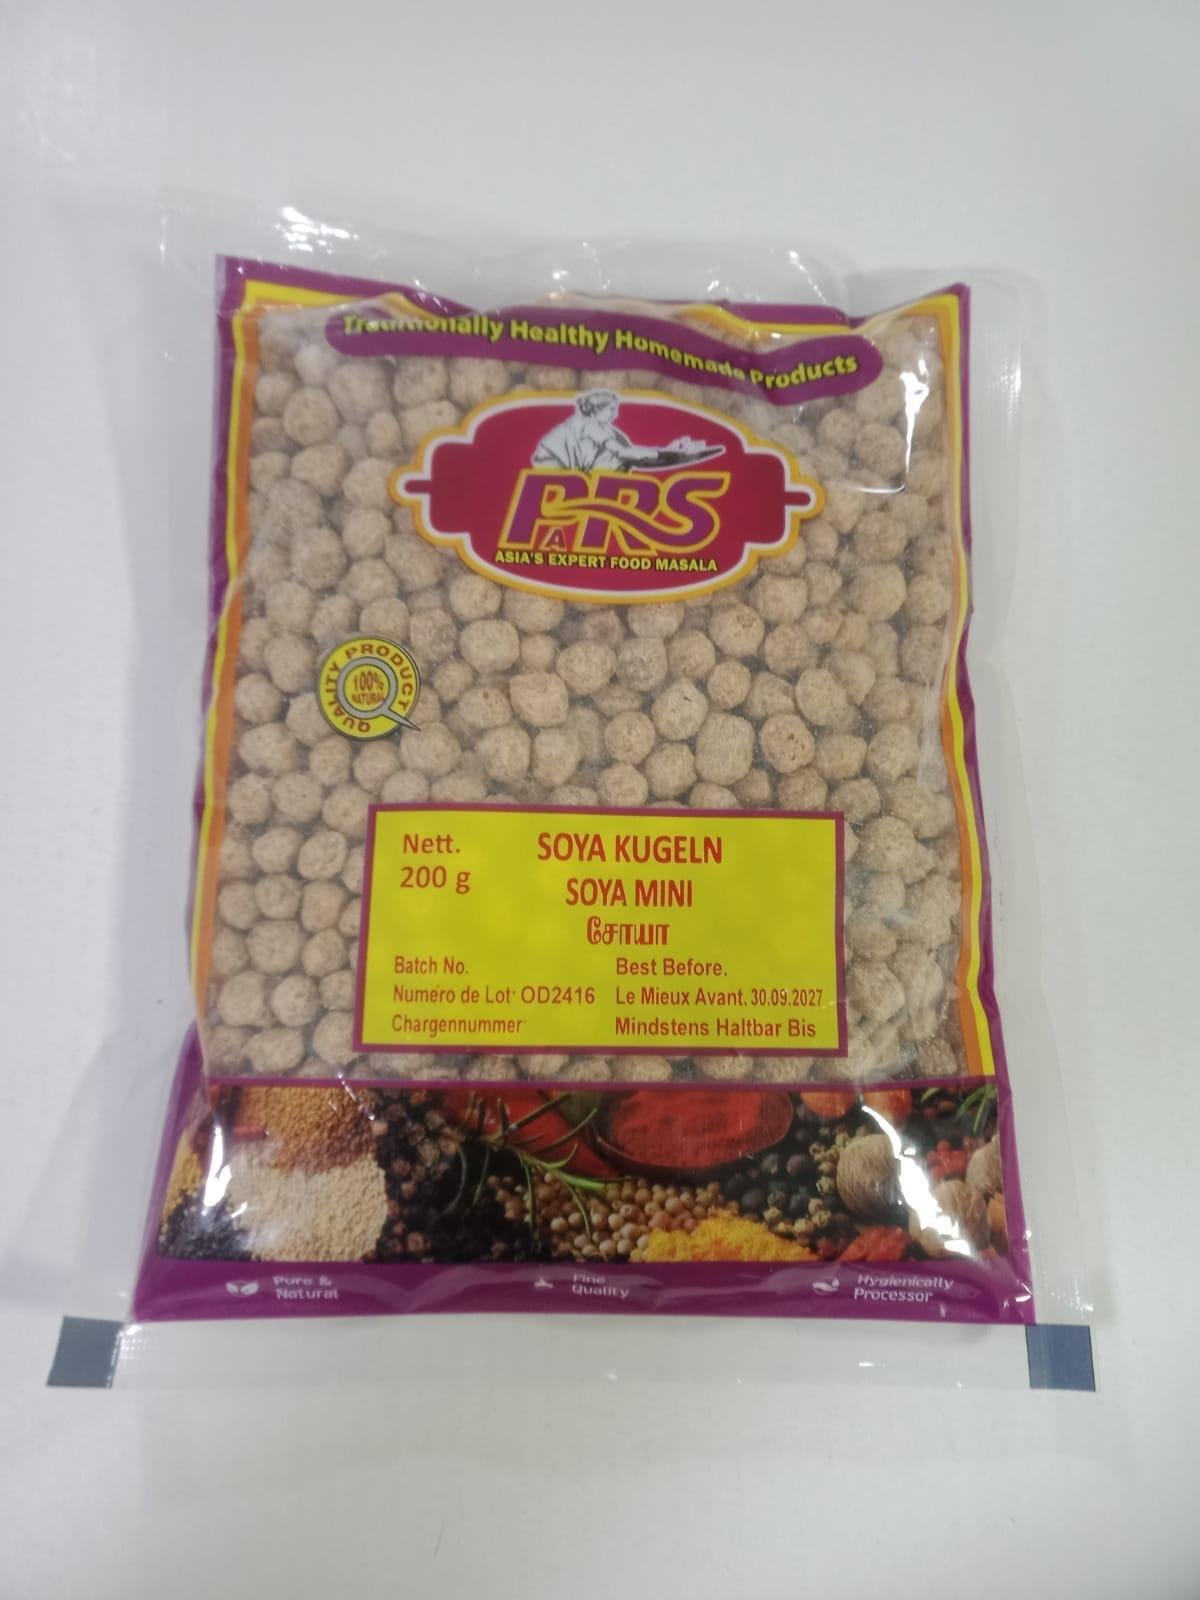 Traditionally Healthy Homemade Products
PARS
ASIA'S EXPERT FOOD MASALA
QUALITY PRODUCT
100%
NATURAL
Nett.
200 g
SOYA KUGELN
SOYA MINI
சோயா
Batch No.
Numéro de Lot: OD2416
Chargennummer
Best Before.
Le Mieux Avant. 30.09.2027
Mindstens Haltbar Bis
Pure &
Natural
Fine
Quality
Hygienically
Processor